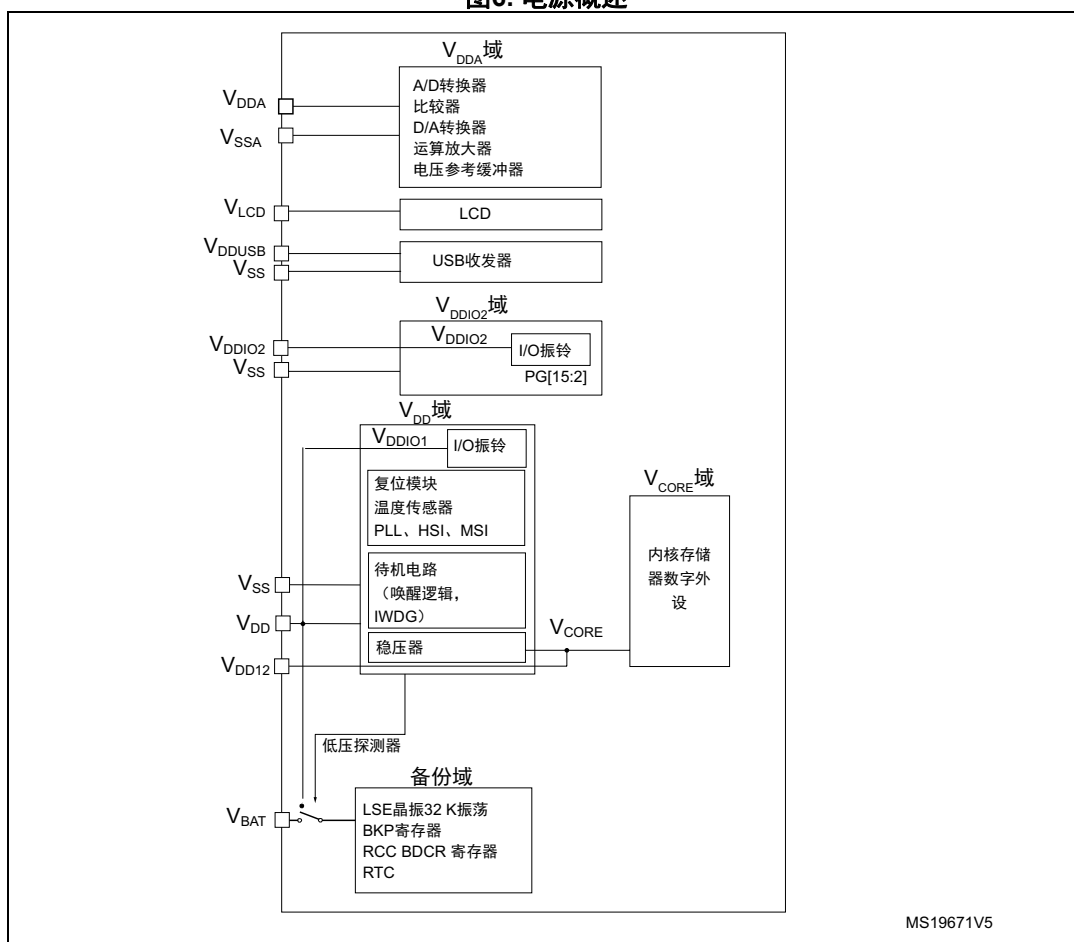 V_DDA域
A/D转换器
比较器
D/A转换器
运算放大器
电压参考缓冲器
V_DDA
V_SSA
V_LCD
LCD
V_DDUSB
V_SS
USB收发器
V_DDIO2域
V_DDIO2
V_DDIO2
V_SS
I/O振铃
PG[15:2]
V_DD域
V_DDIO1
I/O振铃
复位模块
温度传感器
PLL、HSI、MSI
待机电路
（唤醒逻辑，
IWDG）
稳压器
V_SS
V_DD
V_DD12
V_CORE
V_CORE域
内核存储
器数字外
设
低压探测器
备份域
V_BAT
LSE晶振32 K振荡
BKP寄存器
RCC BDCR 寄存器
RTC
MS19671V5